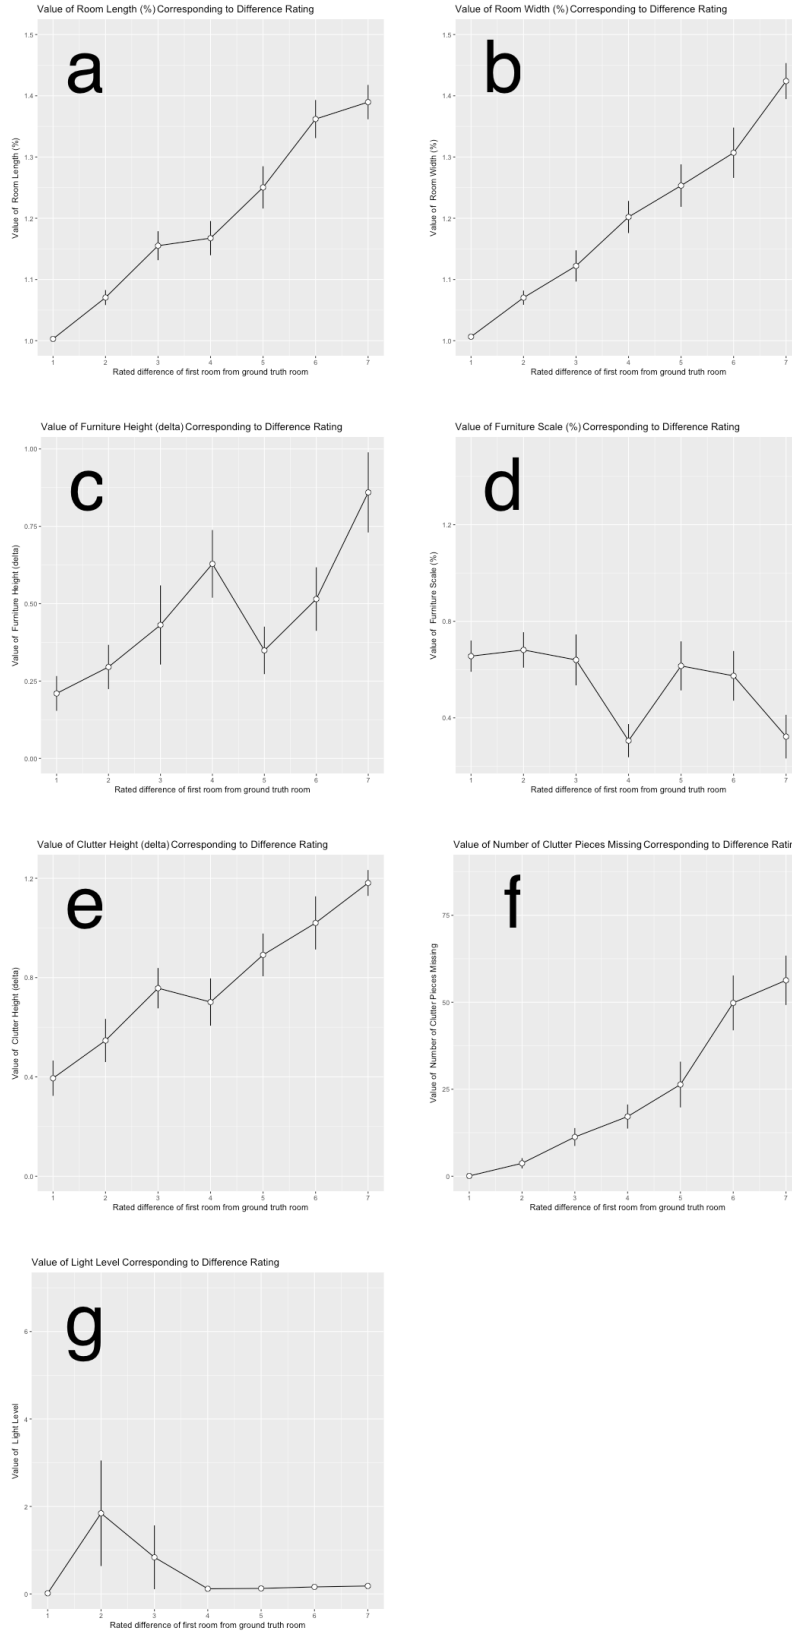 Value of Room Length (%) Corresponding to Difference Rating
a
1.5
1.4
1.3
1.2
1.1
1.0
Value of Room Length (%)
1 2 3 4 5 6 7
Rated difference of first room from ground truth room
Value of Room Width (%) Corresponding to Difference Rating
b
1.5
1.4
1.3
1.2
1.1
1.0
Value of Room Width (%)
1 2 3 4 5 6 7
Rated difference of first room from ground truth room
Value of Furniture Height (delta) Corresponding to Difference Rating
c
1.00
0.75
0.50
0.25
0.00
Value of Furniture Height (delta)
1 2 3 4 5 6 7
Rated difference of first room from ground truth room
Value of Furniture Scale (%) Corresponding to Difference Rating
d
1.2
0.8
0.4
Value of Furniture Scale (%)
1 2 3 4 5 6 7
Rated difference of first room from ground truth room
Value of Clutter Height (delta) Corresponding to Difference Rating
e
1.2
0.8
0.4
0.0
Value of Clutter Height (delta)
1 2 3 4 5 6 7
Rated difference of first room from ground truth room
Value of Number of Clutter Pieces Missing Corresponding to Difference Ratin
f
75
50
25
0
Value of Number of Clutter Pieces Missing
1 2 3 4 5 6 7
Rated difference of first room from ground truth room
Value of Light Level Corresponding to Difference Rating
g
6
4
2
0
Value of Light Level
1 2 3 4 5 6 7
Rated difference of first room from ground truth room